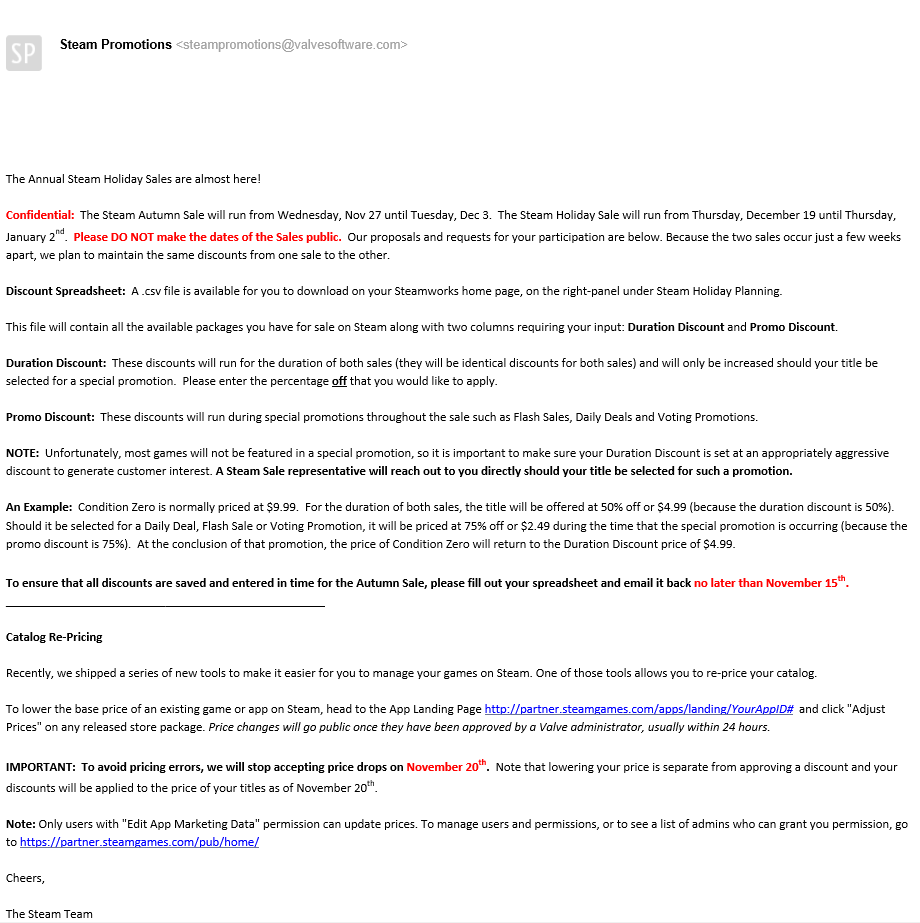 SP
Steam Promotions <steampromotions@valvesoftware.com>
The Annual Steam Holiday Sales are almost here!
Confidential: The Steam Autumn Sale will run from Wednesday, Nov 27 until Tuesday, Dec 3. The Steam Holiday Sale will run from Thursday, December 19 until Thursday,
January 2nd. Please DO NOT make the dates of the Sales public. Our proposals and requests for your participation are below. Because the two sales occur just a few weeks
apart, we plan to maintain the same discounts from one sale to the other.
Discount Spreadsheet: A .csv file is available for you to download on your Steamworks home page, on the right-panel under Steam Holiday Planning.
This file will contain all the available packages you have for sale on Steam along with two columns requiring your input: Duration Discount and Promo Discount.
Duration Discount: These discounts will run for the duration of both sales (they will be identical discounts for both sales) and will only be increased should your title be
selected for a special promotion. Please enter the percentage off that you would like to apply.
Promo Discount: These discounts will run during special promotions throughout the sale such as Flash Sales, Daily Deals and Voting Promotions.
NOTE: Unfortunately, most games will not be featured in a special promotion, so it is important to make sure your Duration Discount is set at an appropriately aggressive
discount to generate customer interest. A Steam Sale representative will reach out to you directly should your title be selected for such a promotion.
An Example: Condition Zero is normally priced at $9.99. For the duration of both sales, the title will be offered at 50% off or $4.99 (because the duration discount is 50%).
Should it be selected for a Daily Deal, Flash Sale or Voting Promotion, it will be priced at 75% off or $2.49 during the time that the special promotion is occurring (because the
promo discount is 75%). At the conclusion of that promotion, the price of Condition Zero will return to the Duration Discount price of $4.99.
To ensure that all discounts are saved and entered in time for the Autumn Sale, please fill out your spreadsheet and email it back no later than November 15th.
Catalog Re-Pricing
Recently, we shipped a series of new tools to make it easier for you to manage your games on Steam. One of those tools allows you to re-price your catalog.
To lower the base price of an existing game or app on Steam, head to the App Landing Page http://partner.steamgames.com/apps/landing/YourAppID# and click "Adjust
Prices" on any released store package. Price changes will go public once they have been approved by a Valve administrator, usually within 24 hours.
IMPORTANT: To avoid pricing errors, we will stop accepting price drops on November 20th. Note that lowering your price is separate from approving a discount and your
discounts will be applied to the price of your titles as of November 20th.
Note: Only users with "Edit App Marketing Data" permission can update prices. To manage users and permissions, or to see a list of admins who can grant you permission, go
to https://partner.steamgames.com/pub/home/
Cheers,
The Steam Team